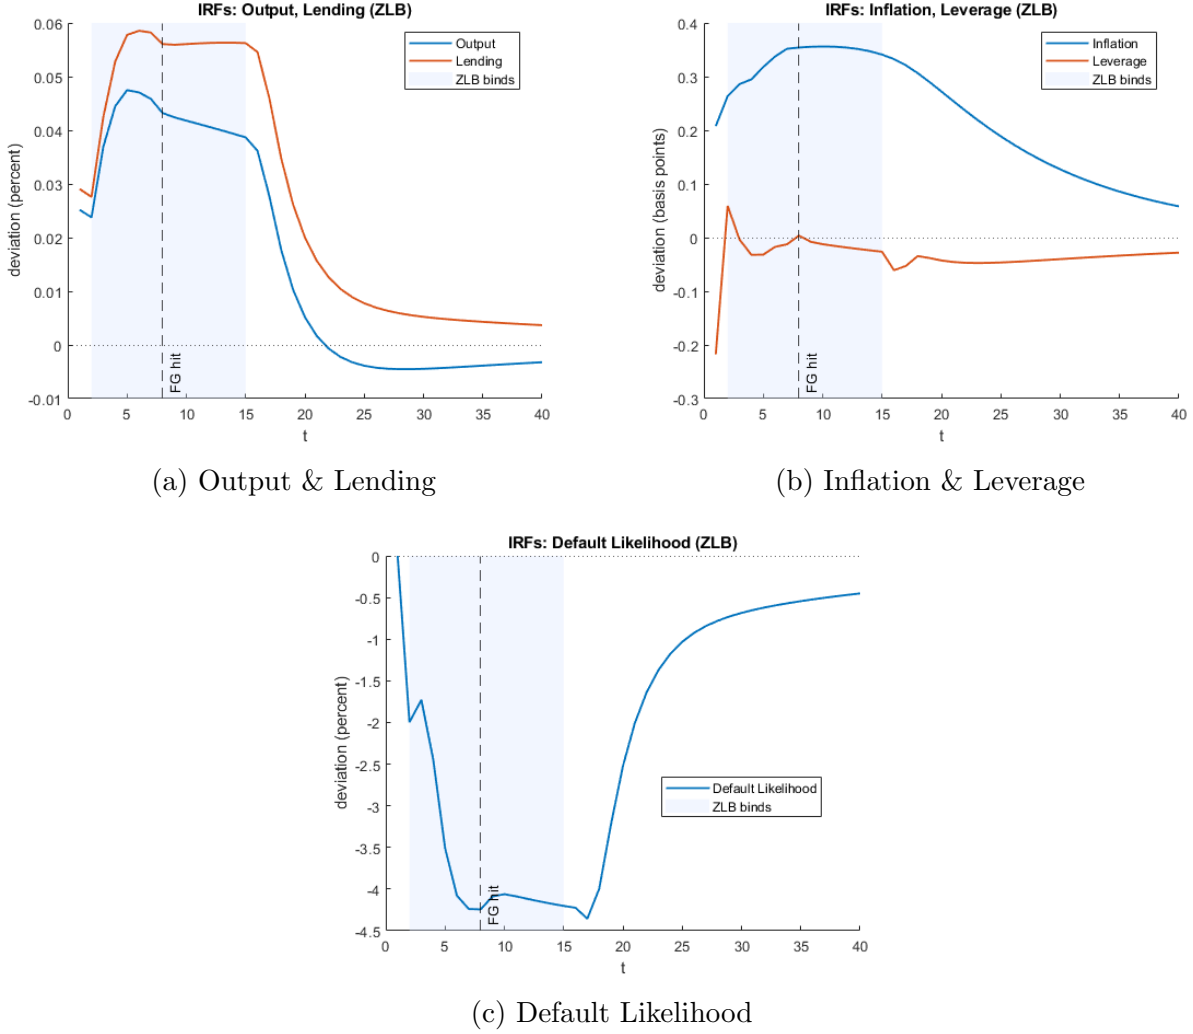 IRFs: Output, Lending (ZLB)
0.06
0.05
0.04
0.03
0.02
0.01
0
-0.01
deviation (percent)
0 5 10 15 20 25 30 35 40
t
Output
Lending
ZLB binds
FG hit
(a) Output & Lending
IRFs: Inflation, Leverage (ZLB)
0.4
0.3
0.2
0.1
0
-0.1
-0.2
-0.3
deviation (basis points)
0 5 10 15 20 25 30 35 40
t
Inflation
Leverage
ZLB binds
FG hit
(b) Inflation & Leverage
IRFs: Default Likelihood (ZLB)
0
-0.5
-1
-1.5
-2
-2.5
-3
-3.5
-4
-4.5
deviation (percent)
0 5 10 15 20 25 30 35 40
t
Default Likelihood
ZLB binds
FG hit
(c) Default Likelihood